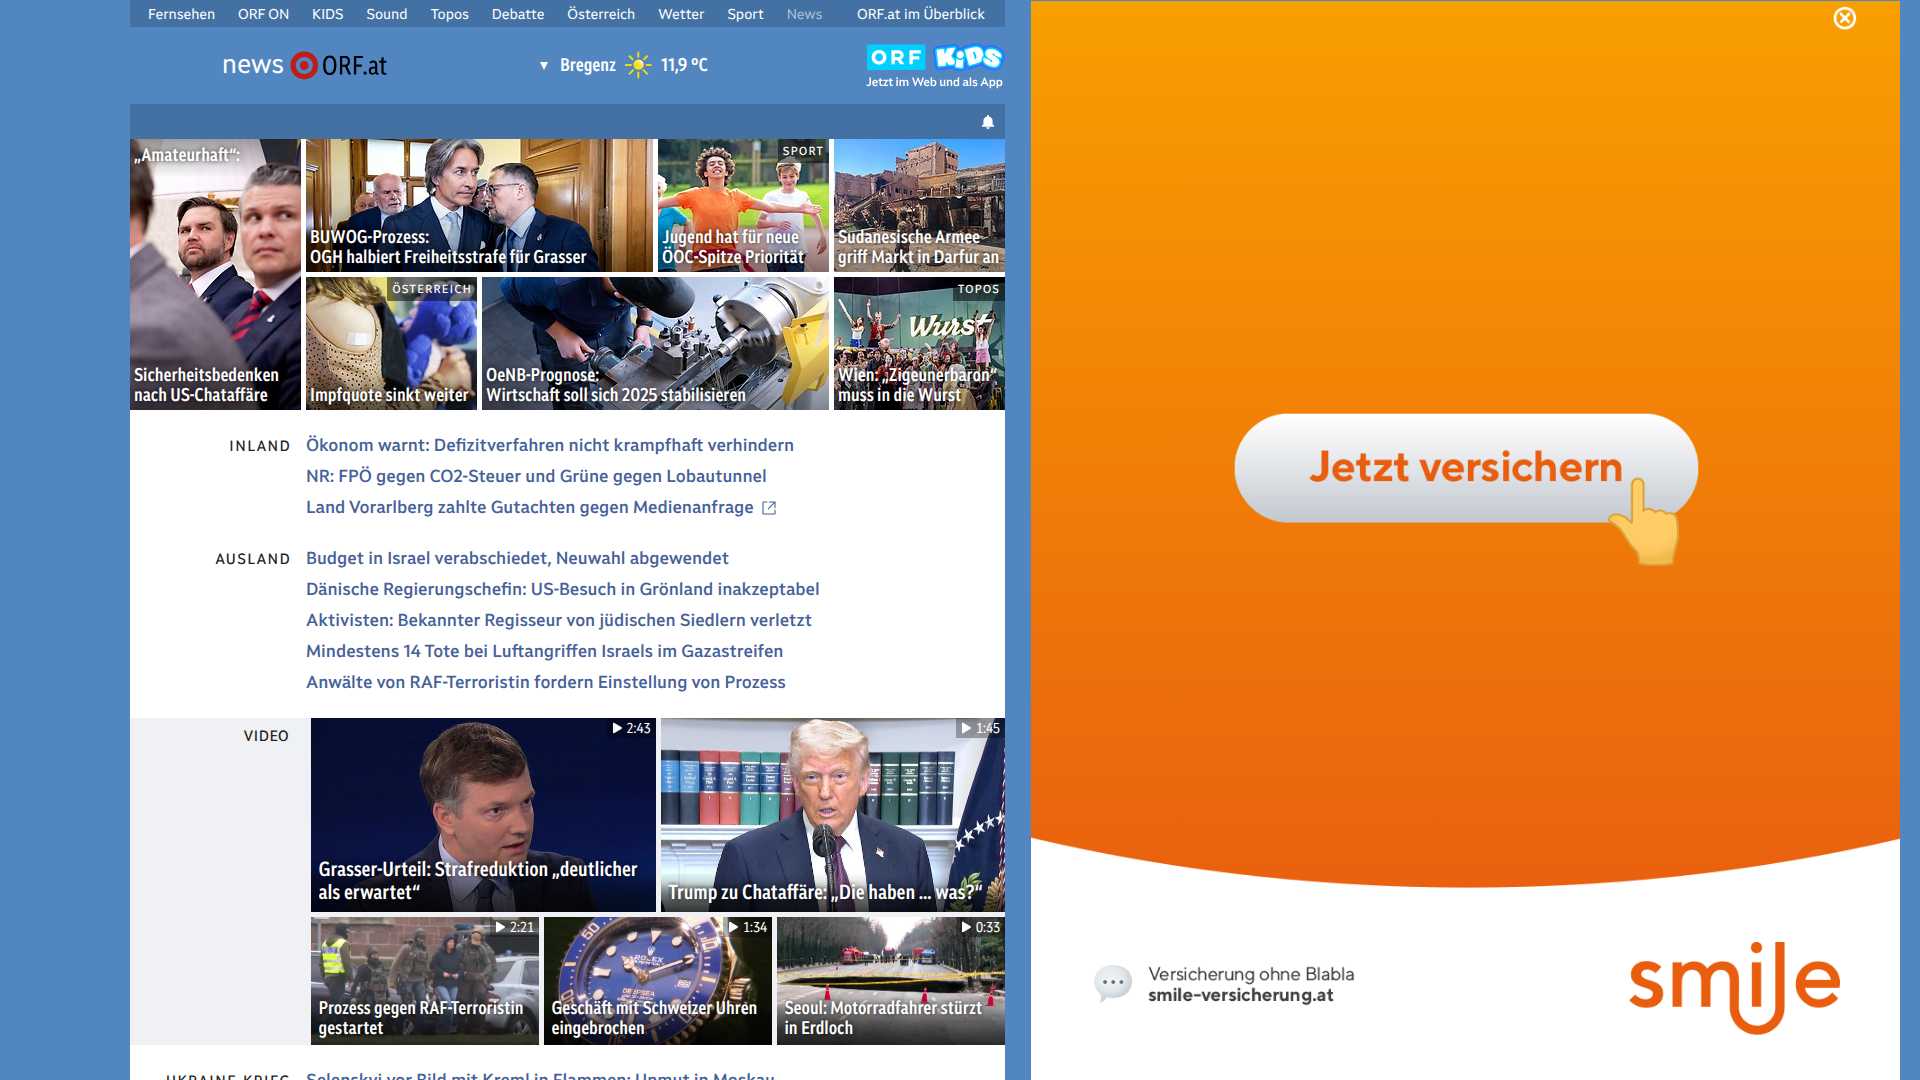 Fernsehen ORF ON KIDS Sound Topos Debatte Österreich Wetter Sport News ORF.at im Überblick
news ORF.at
Bregenz 11,9 °C
ORF KiDS
Jetzt im Web und als App
„Amateurhaft“:
Sicherheitsbedenken
nach US-Chataffäre
BUWOG-Prozess:
OGH halbiert Freiheitsstrafe für Grasser
SPORT
Jugend hat für neue
ÖOC-Spitze Priorität
Sudanesische Armee
griff Markt in Darfur an
ÖSTERREICH
Impfquote sinkt weiter
OeNB-Prognose:
Wirtschaft soll sich 2025 stabilisieren
TOPOS
Wurst
Wien: „Zigeunerbaron“
muss in die Wurst
INLAND
Ökonom warnt: Defizitverfahren nicht krampfhaft verhindern
NR: FPÖ gegen CO2-Steuer und Grüne gegen Lobautunnel
Land Vorarlberg zahlte Gutachten gegen Medienanfrage
AUSLAND
Budget in Israel verabschiedet, Neuwahl abgewendet
Dänische Regierungschefin: US-Besuch in Grönland inakzeptabel
Aktivisten: Bekannter Regisseur von jüdischen Siedlern verletzt
Mindestens 14 Tote bei Luftangriffen Israels im Gazastreifen
Anwälte von RAF-Terroristin fordern Einstellung von Prozess
VIDEO
2:43
Grasser-Urteil: Strafreduktion „deutlicher
als erwartet“
1:45
Trump zu Chataffäre: „Die haben ... was?“
2:21
Prozess gegen RAF-Terroristin
gestartet
1:34
60
10
ROLEX
Geschäft mit Schweizer Uhren
eingebrochen
0:33
Seoul: Motorradfahrer stürzt
in Erdloch
UKRAINE-KRIEG
Selenskyj vor Bild mit Kreml in Flammen: Unmut in Moskau
Jetzt versichern
Versicherung ohne Blabla
smile-versicherung.at
smile